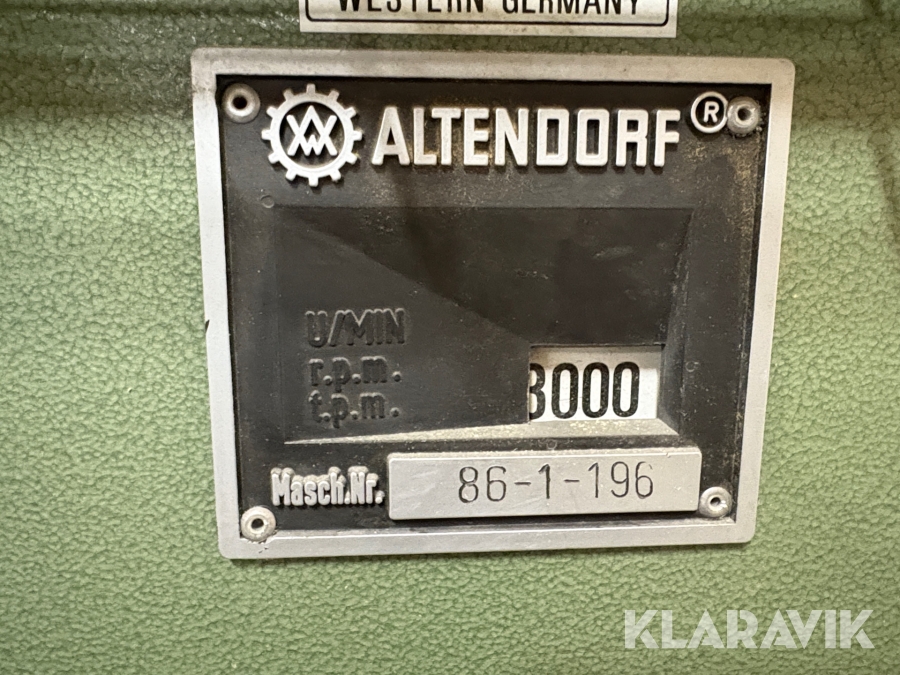 WESTERN GERMANY
ALTENDORF®
U/MIN
r.p.m.
t.p.m.
3000
Masch.Nr. 86-1-196
KLARAVIK